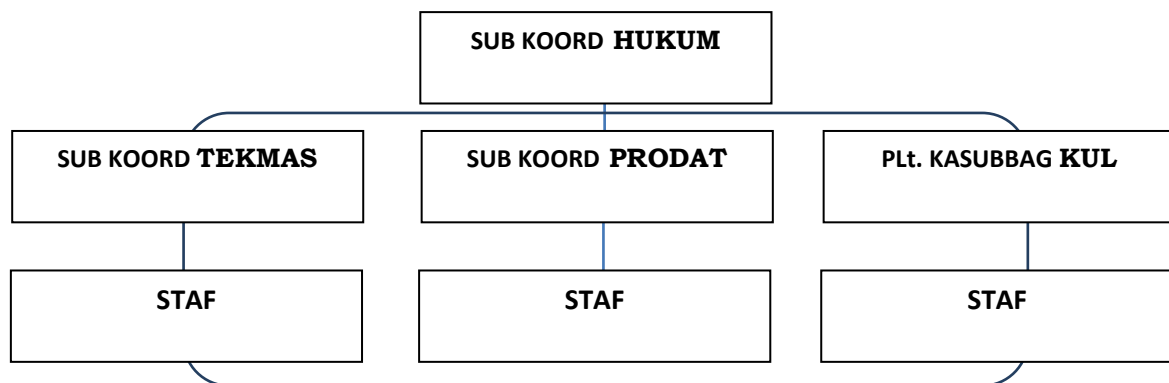 SUB KOORD HUKUM
SUB KOORD TEKMAS
SUB KOORD PRODAT
PLt. KASUBBAG KUL
STAF
STAF
STAF